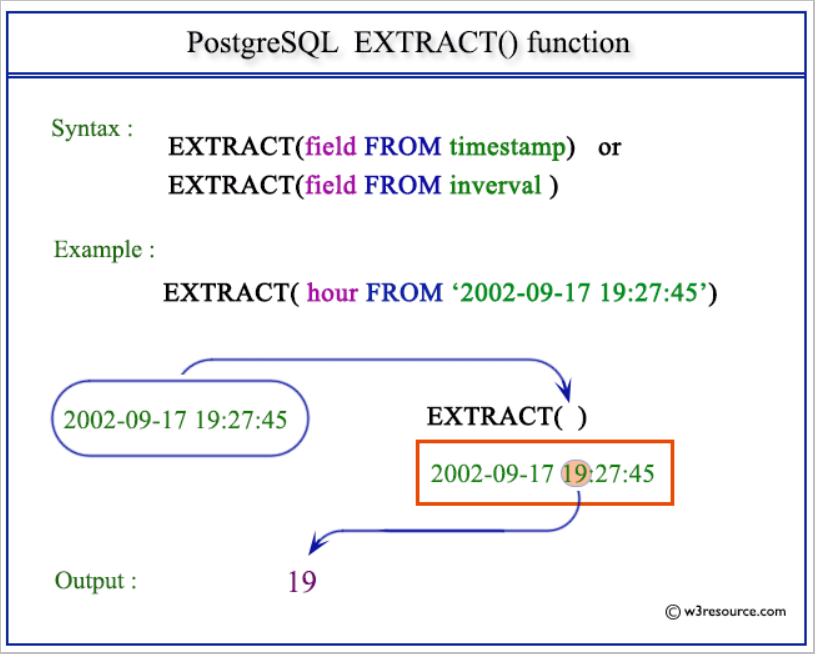 PostgreSQL EXTRACT() function
Syntax :
EXTRACT(field FROM timestamp) or
EXTRACT(field FROM inverval )
Example :
EXTRACT( hour FROM ‘2002-09-17 19:27:45’)
2002-09-17 19:27:45
EXTRACT( )
2002-09-17 19:27:45
Output :
19
© w3resource.com